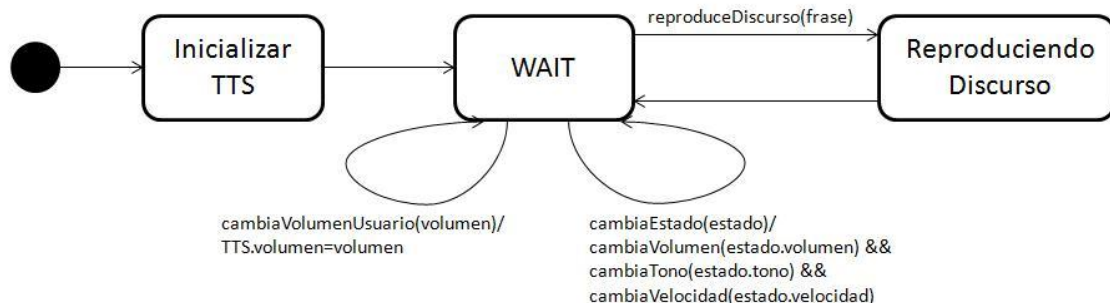 reproduceDiscurso(frase)
Inicializar
TTS
WAIT
Reproduciendo
Discurso
cambiaVolumenUsuario(volumen)/
TTS.volumen=volumen
cambiaEstado(estado)/
cambiaVolumen(estado.volumen) &&
cambiaTono(estado.tono) &&
cambiaVelocidad(estado.velocidad)